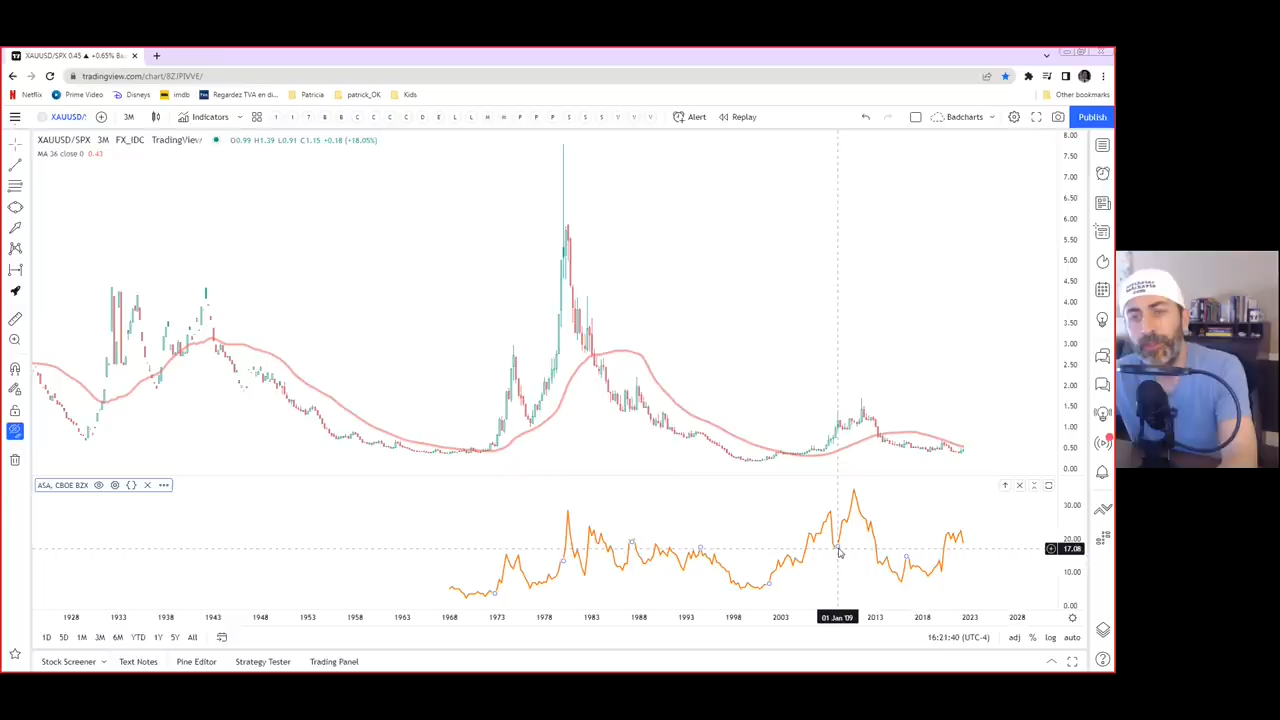 XAUUSD/SPX 0.45 ▲ +0.65% Ba
tradingview.com/chart/8ZJPIVVE/
Netflix Prime Video Disneys imdb Regardez TVA en di... Patricia patrick_OK Kids Other bookmarks
XAUUSD/ 3M Indicators Alert Replay Badcharts Publish
XAUUSD/SPX 3M FX_IDC TradingView O0.99 H1.39 L0.91 C1.15 +0.18 (+18.05%)
MA 36 close 0 0.43
8.00
7.50
7.00
6.50
6.00
5.50
5.00
4.50
4.00
3.50
3.00
2.50
2.00
1.50
1.00
0.50
0.00
ASA, CBOE BZX
30.00
20.00
17.08
10.00
0.00
1928 1933 1938 1943 1948 1953 1958 1963 1968 1973 1978 1983 1988 1993 1998 2003 01 Jan '09 2013 2018 2023 2028
1D 5D 1M 3M 6M YTD 1Y 5Y All 16:21:40 (UTC-4) adj % log auto
Stock Screener Text Notes Pine Editor Strategy Tester Trading Panel